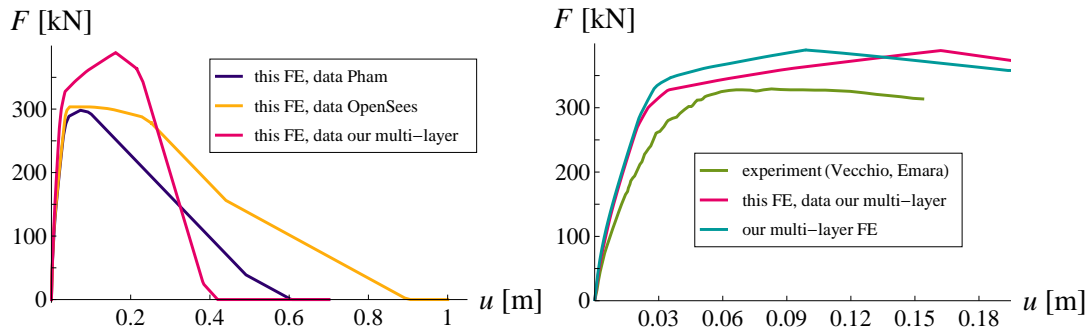 F [kN]
300
200
100
0
0.2
0.4
0.6
0.8
1
u [m]
this FE, data Pham
this FE, data OpenSees
this FE, data our multi−layer
F [kN]
400
300
200
100
0
0.03
0.06
0.09
0.12
0.15
0.18
u [m]
experiment (Vecchio, Emara)
this FE, data our multi−layer
our multi−layer FE